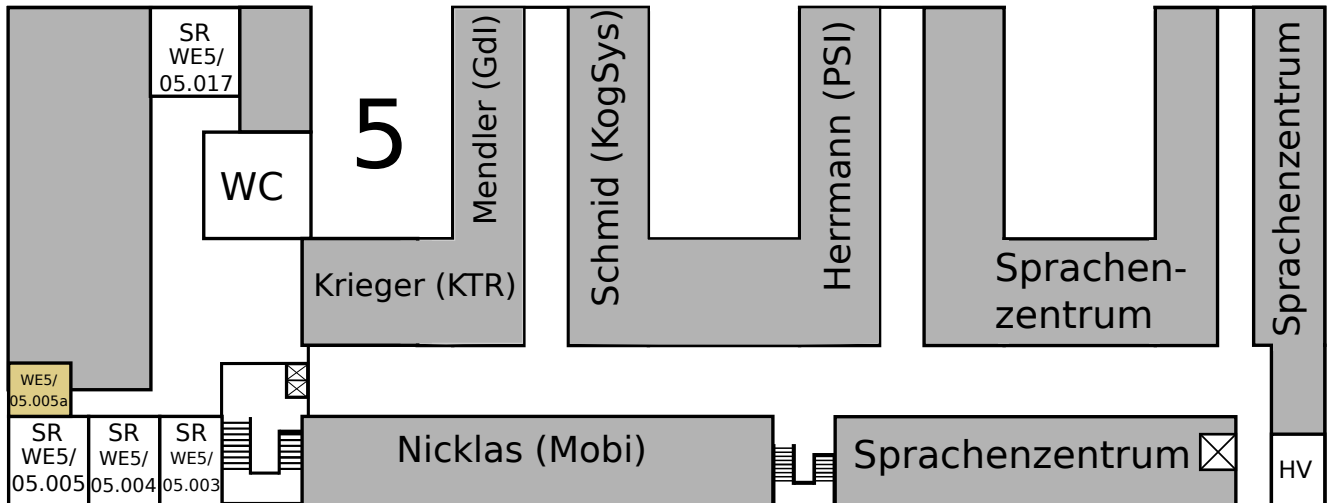 SR
WE5/
05.017
WC
5
Mendler (GdI)
Krieger (KTR)
Schmid (KogSys)
Herrmann (PSI)
Sprachen-
zentrum
Sprachenzentrum
WE5/
05.005a
SR
WE5/
05.005
SR
WE5/
05.004
SR
WE5/
05.003
Nicklas (Mobi)
Sprachenzentrum
HV